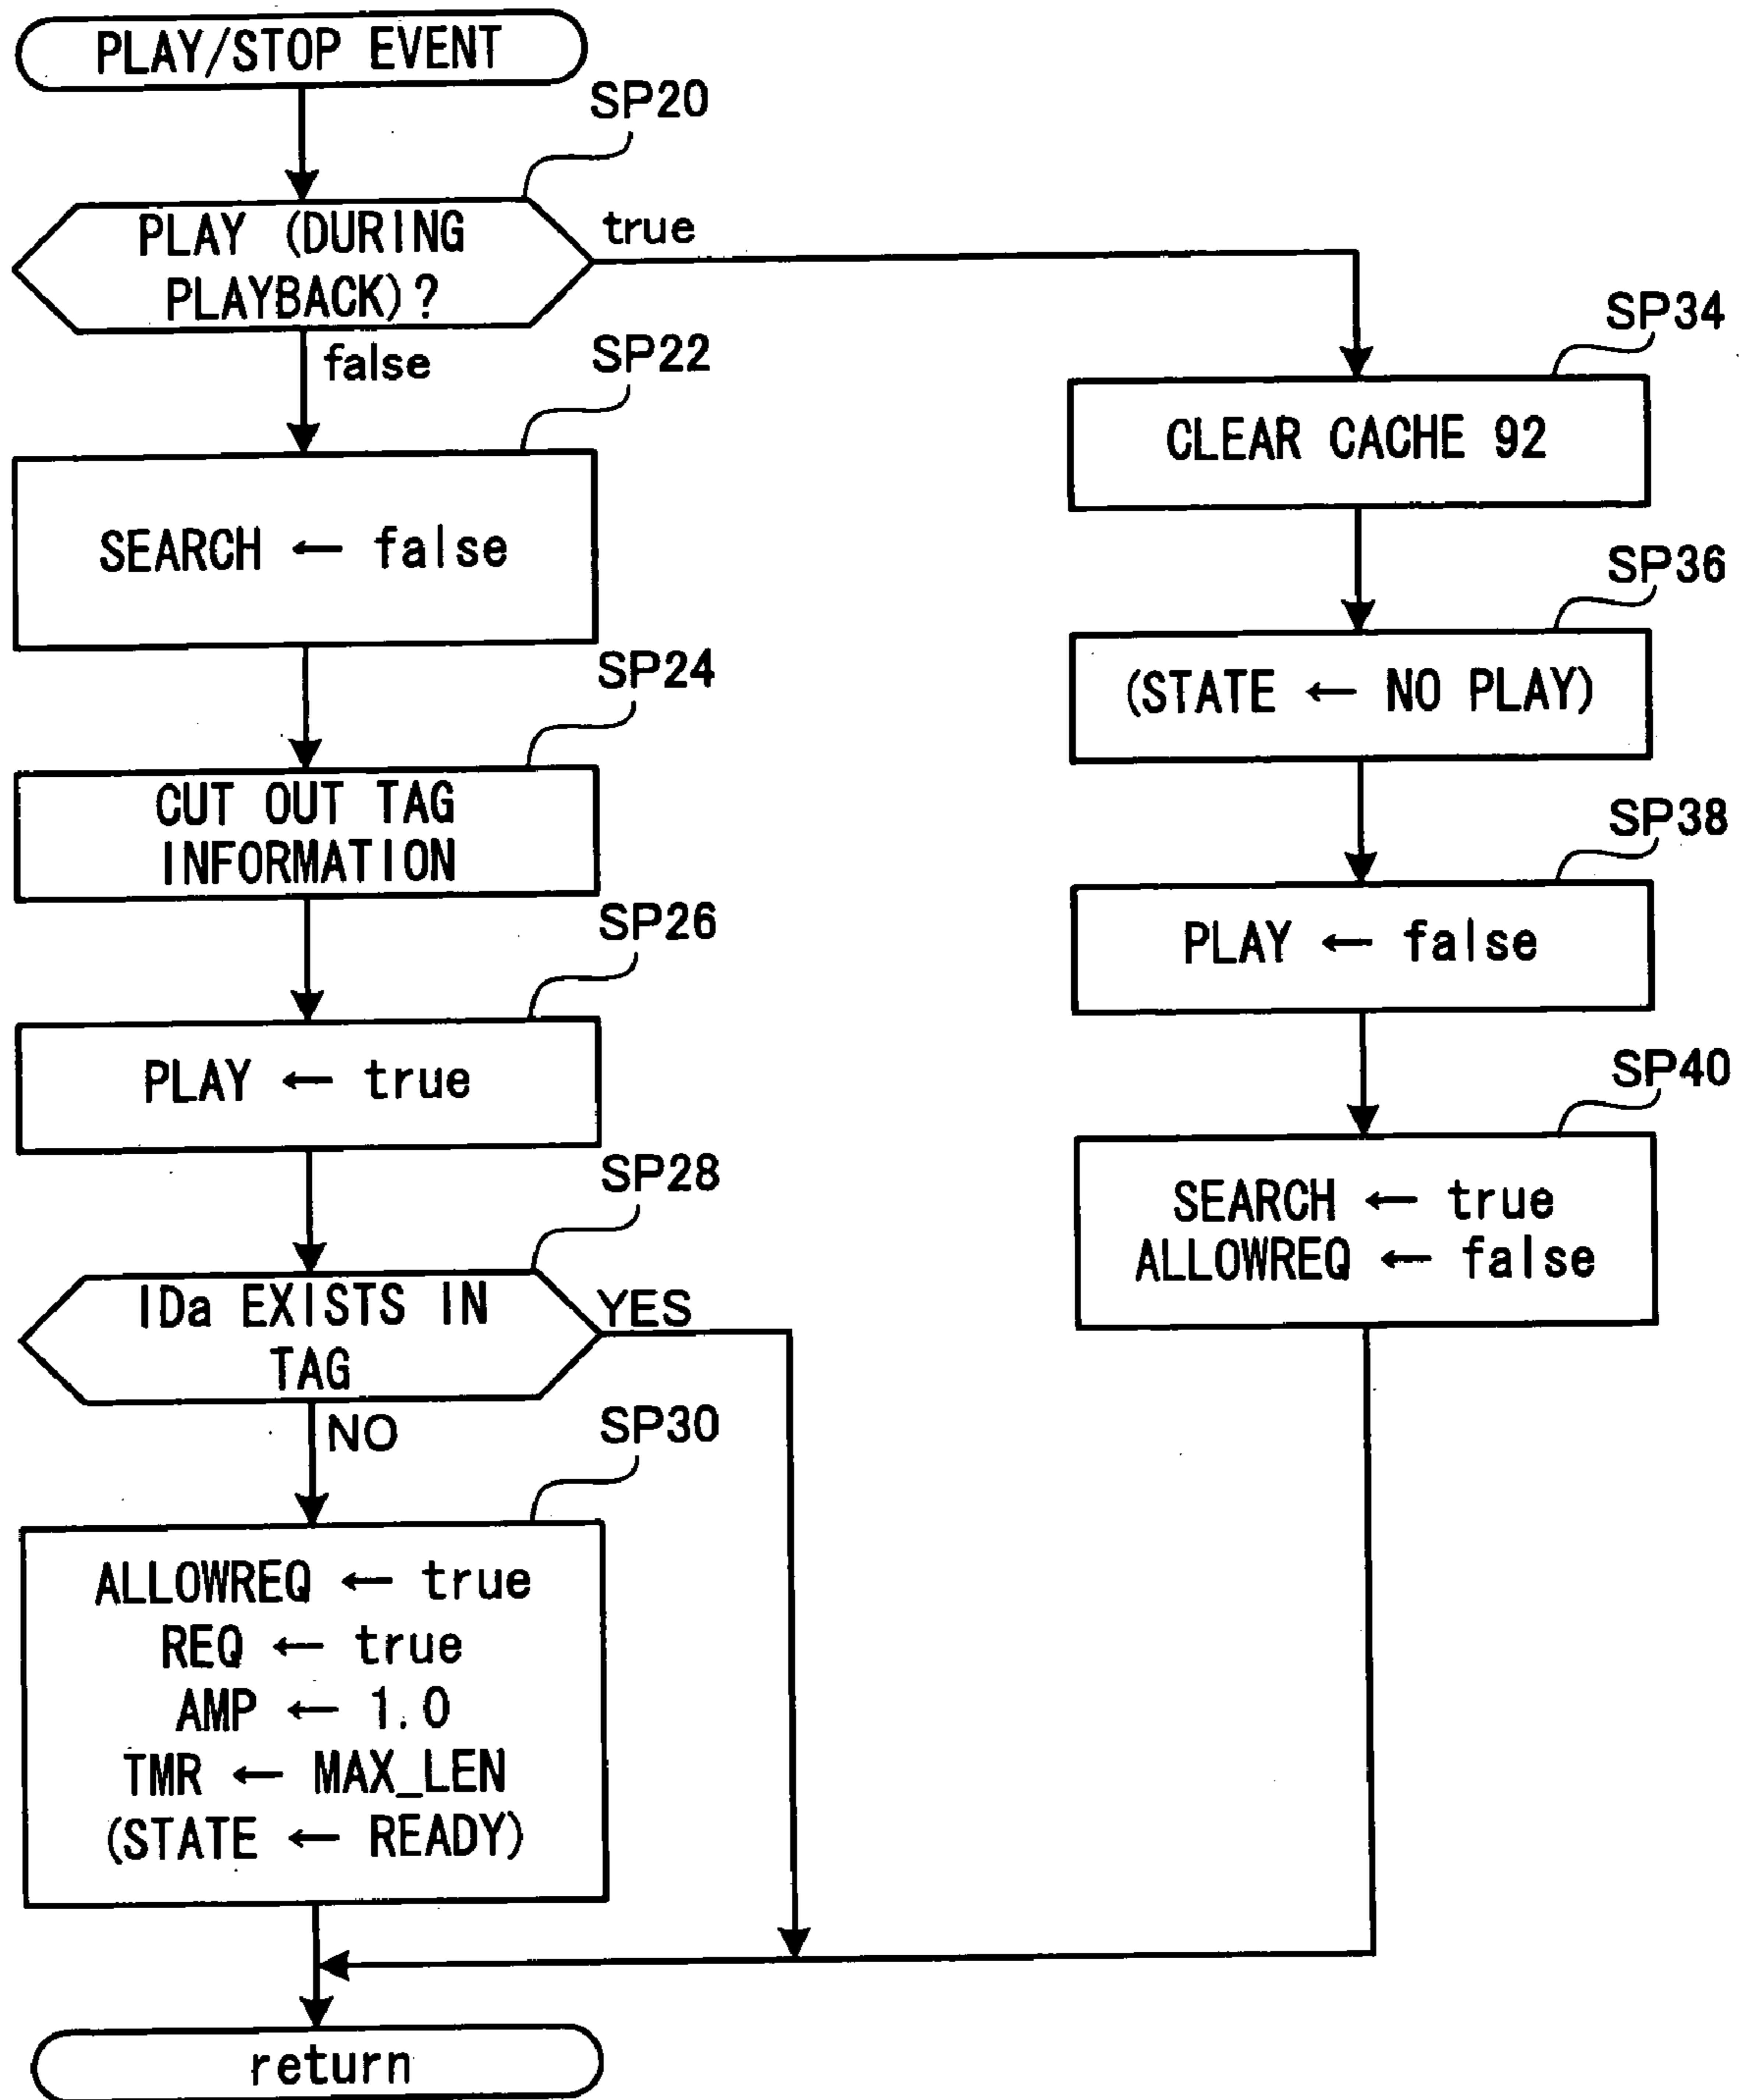 PLAY/STOP EVENT
SP20
PLAY (DURING
PLAYBACK)?
true
false
SP22
SEARCH ← false
SP24
CUT OUT TAG
INFORMATION
SP26
PLAY ← true
SP28
IDa EXISTS IN
TAG
YES
NO
SP30
ALLOWREQ ← true
REQ ← true
AMP ← 1.0
TMR ← MAX_LEN
(STATE ← READY)
SP34
CLEAR CACHE 92
SP36
(STATE ← NO PLAY)
SP38
PLAY ← false
SP40
SEARCH ← true
ALLOWREQ ← false
return